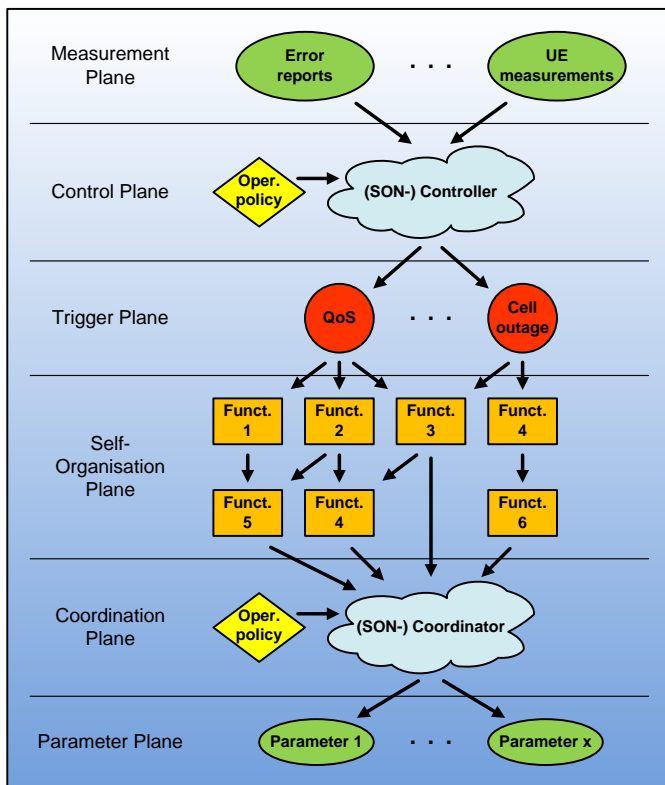 Measurement
Plane
Error
reports
. . .
UE
measurements
Control Plane
Oper.
policy
(SON-) Controller
Trigger Plane
QoS
. . .
Cell
outage
Self-
Organisation
Plane
Funct.
1
Funct.
2
Funct.
3
Funct.
4
Funct.
5
Funct.
4
Funct.
6
Coordination
Plane
Oper.
policy
(SON-) Coordinator
Parameter Plane
Parameter 1
. . .
Parameter x